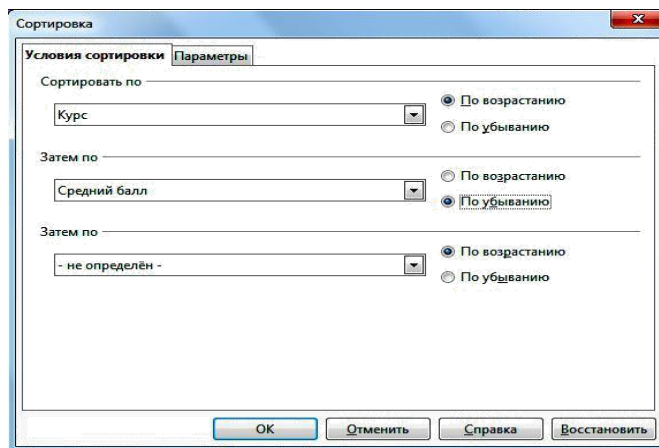 Сортировка
Условия сортировки
Параметры
Сортировать по
Курс
По возрастанию
По убыванию
Затем по
Средний балл
По возрастанию
По убыванию
Затем по
- не определён -
По возрастанию
По убыванию
OK
Отменить
Справка
Восстановить